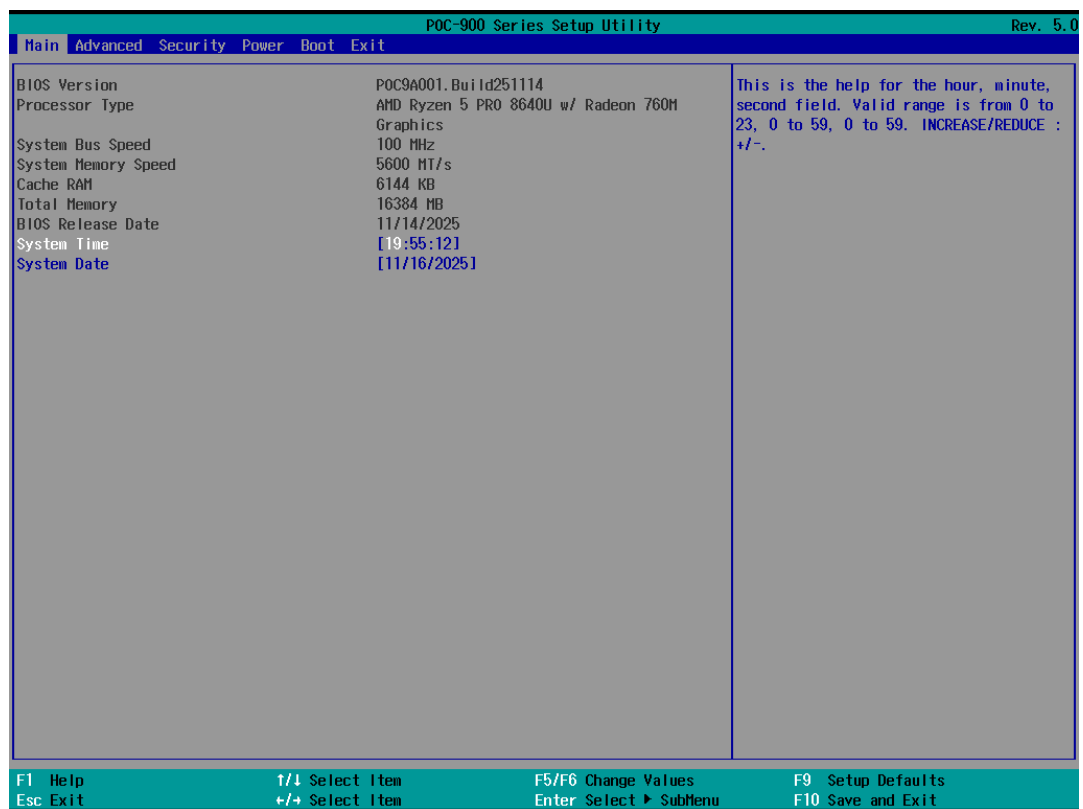 POC-900 Series Setup Utility Rev. 5.0
Main Advanced Security Power Boot Exit
BIOS Version POC9A001.Build251114
Processor Type AMD Ryzen 5 PRO 8640U w/ Radeon 760M
Graphics
System Bus Speed 100 MHz
System Memory Speed 5600 MT/s
Cache RAM 6144 KB
Total Memory 16384 MB
BIOS Release Date 11/14/2025
System Time [19:55:12]
System Date [11/16/2025]
This is the help for the hour, minute,
second field. Valid range is from 0 to
23, 0 to 59, 0 to 59. INCREASE/REDUCE :
+/-.
F1 Help ↑/↓ Select Item F5/F6 Change Values F9 Setup Defaults
Esc Exit ←/→ Select Item Enter Select ▶ SubMenu F10 Save and Exit